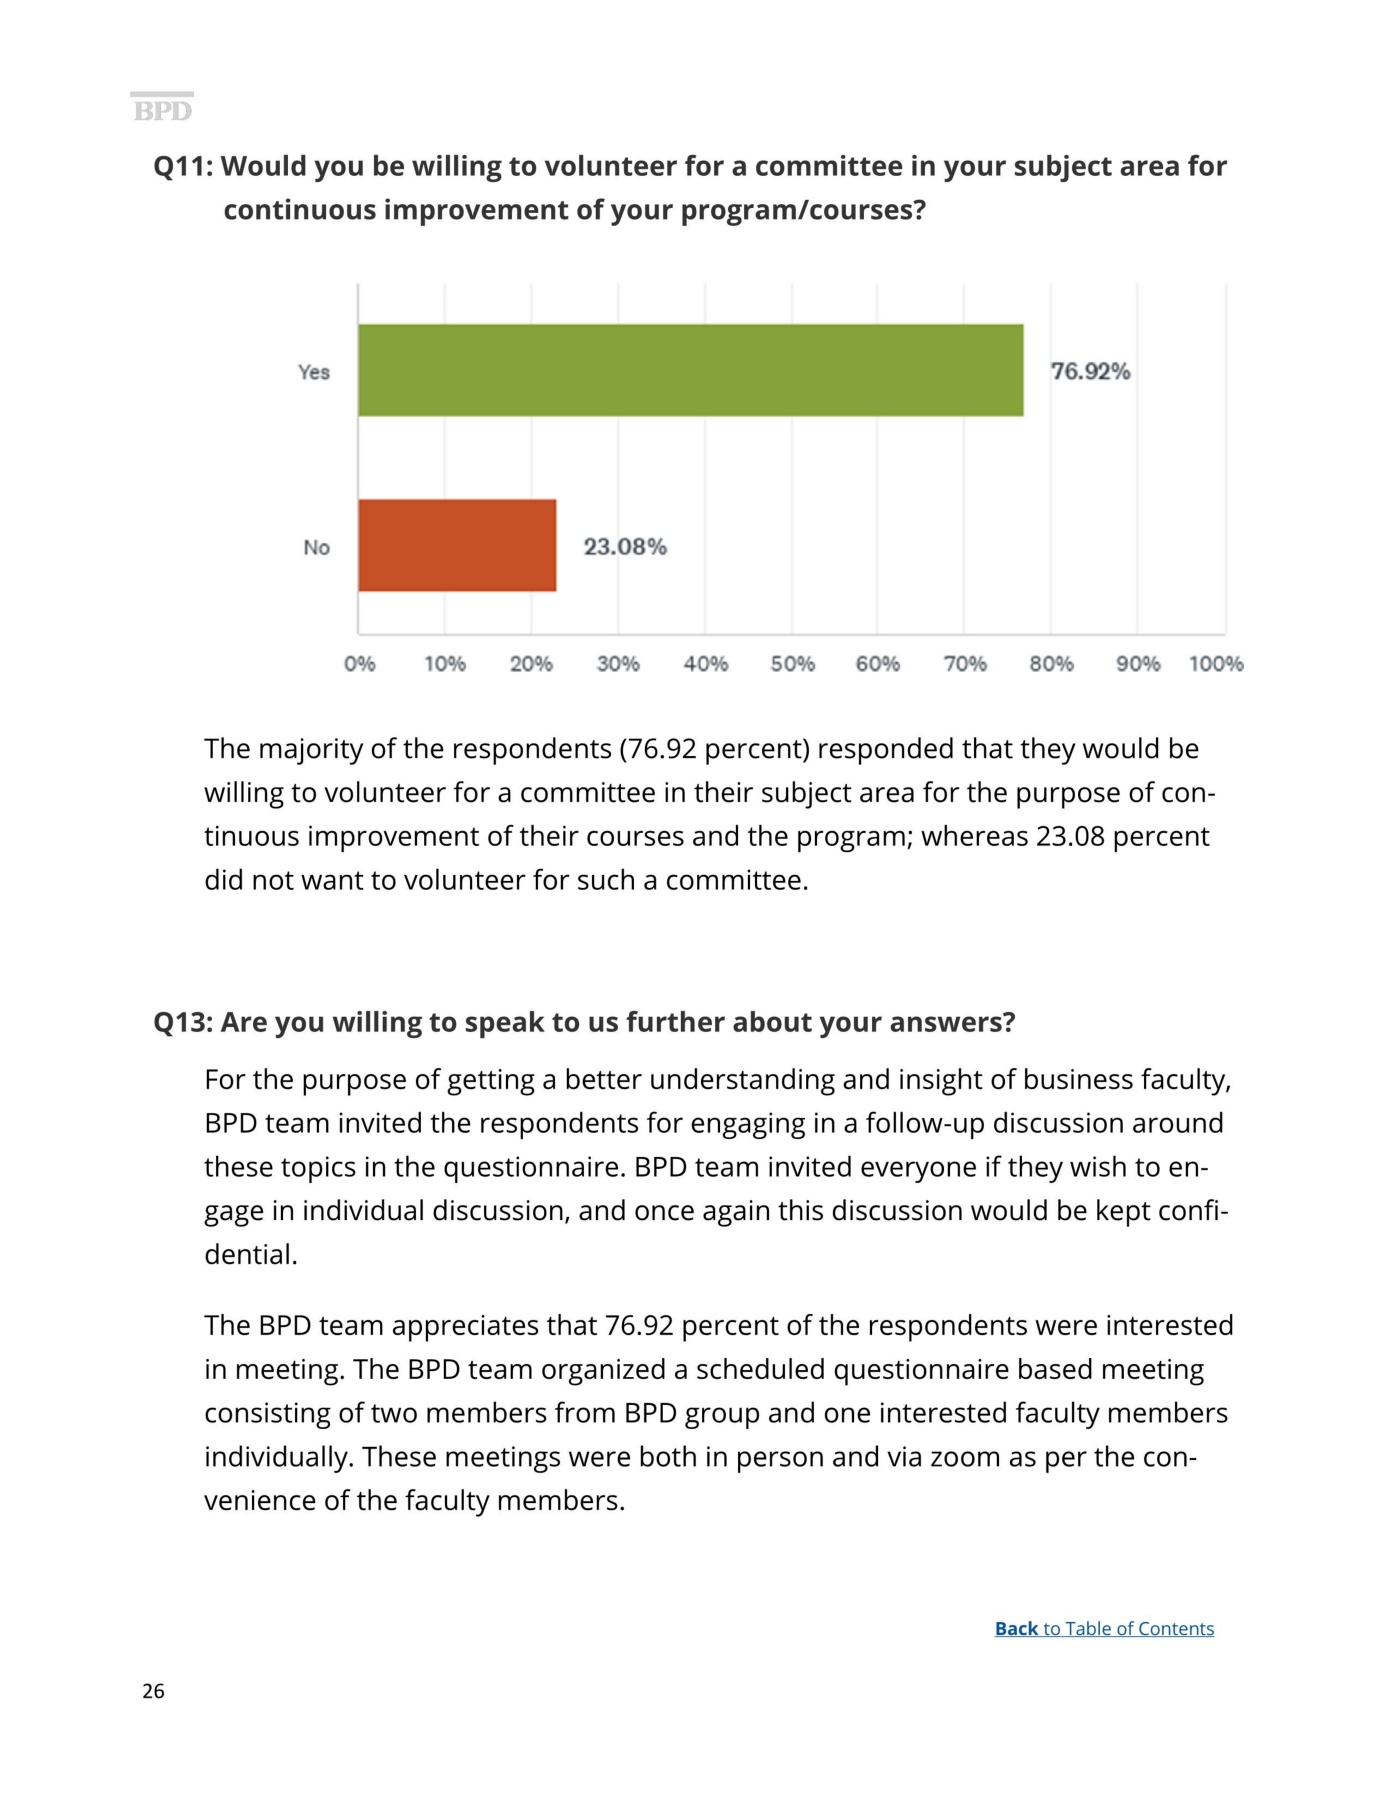 BPD
Q11: Would you be willing to volunteer for a committee in your subject area for
continuous improvement of your program/courses?
Yes
76.92%
No
23.08%
0% 10% 20% 30% 40% 50% 60% 70% 80% 90% 100%
The majority of the respondents (76.92 percent) responded that they would be
willing to volunteer for a committee in their subject area for the purpose of con-
tinuous improvement of their courses and the program; whereas 23.08 percent
did not want to volunteer for such a committee.
Q13: Are you willing to speak to us further about your answers?
For the purpose of getting a better understanding and insight of business faculty,
BPD team invited the respondents for engaging in a follow-up discussion around
these topics in the questionnaire. BPD team invited everyone if they wish to en-
gage in individual discussion, and once again this discussion would be kept confi-
dential.
The BPD team appreciates that 76.92 percent of the respondents were interested
in meeting. The BPD team organized a scheduled questionnaire based meeting
consisting of two members from BPD group and one interested faculty members
individually. These meetings were both in person and via zoom as per the con-
venience of the faculty members.
Back to Table of Contents
26